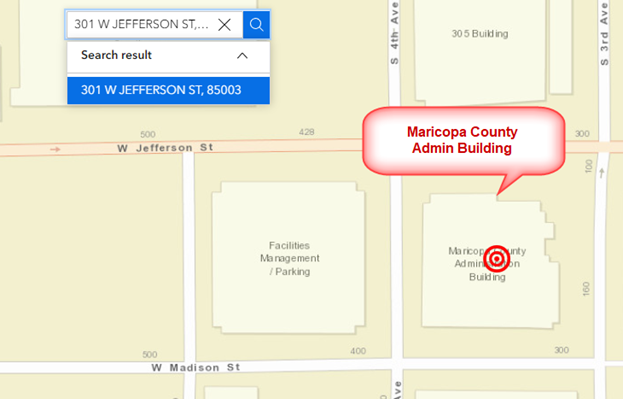 301 W JEFFERSON ST,...
Search result
301 W JEFFERSON ST, 85003
S 4th Ave
305 Building
S 3rd Ave
500
428
300
W Jefferson St
Maricopa County
Admin Building
100
Facilities
Management
/ Parking
Maricopa County
Building
160
500
400
300
W Madison St
Ave